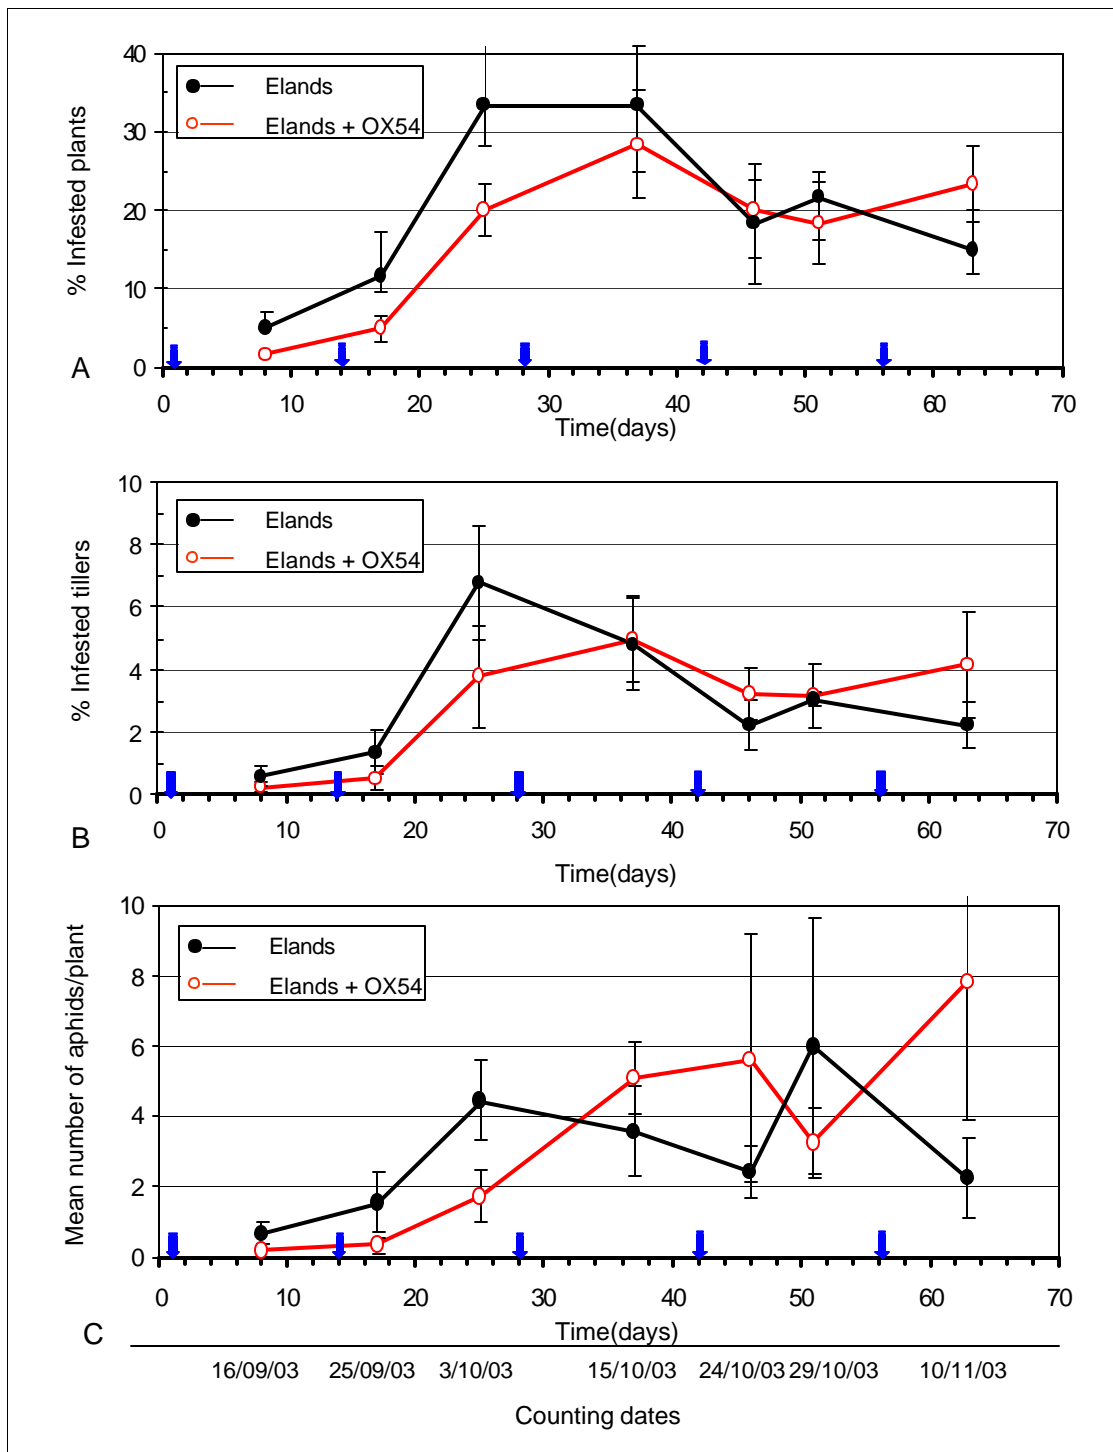 40
30
20
10
0
% Infested plants
Elands
Elands + OX54
A
0 10 20 30 40 50 60 70
Time(days)
10
8
6
4
2
0
% Infested tillers
Elands
Elands + OX54
B
0 10 20 30 40 50 60 70
Time(days)
10
8
6
4
2
0
Mean number of aphids/plant
Elands
Elands + OX54
0 10 20 30 40 50 60 70
C
Time(days)
16/09/03 25/09/03 3/10/03 15/10/03 24/10/03 29/10/03 10/11/03
Counting dates